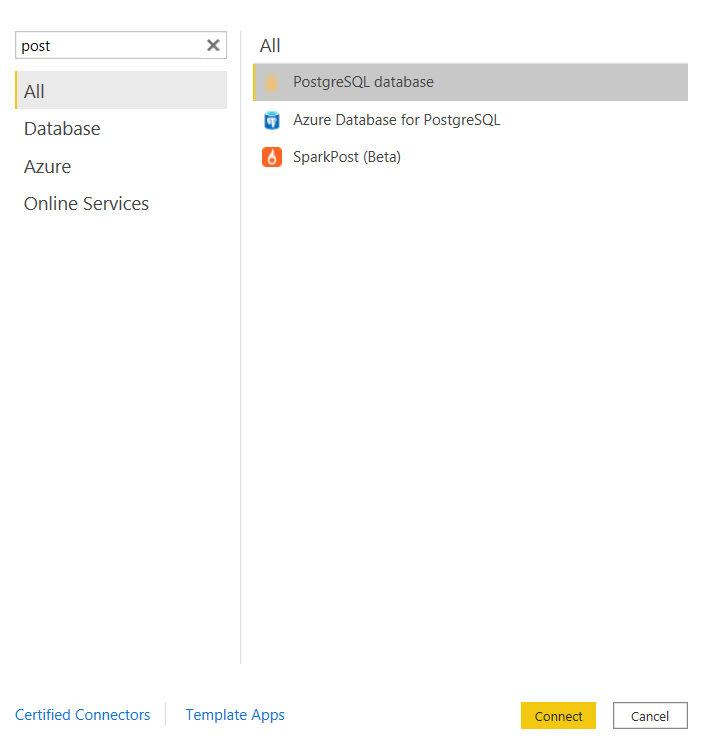 post
All
Database
Azure
Online Services
All
PostgreSQL database
Azure Database for PostgreSQL
SparkPost (Beta)
Certified Connectors
Template Apps
Connect
Cancel